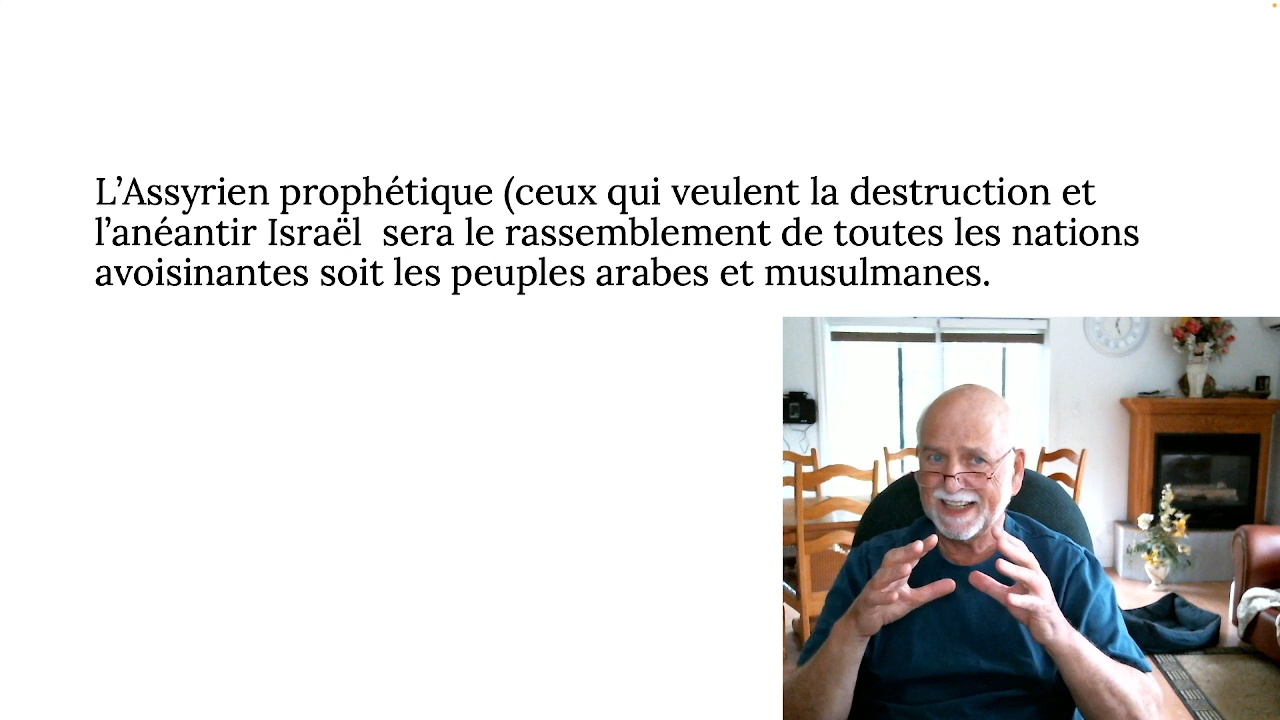 L’Assyrien prophétique (ceux qui veulent la destruction et
l’anéantir Israël  sera le rassemblement de toutes les nations
avoisinantes soit les peuples arabes et musulmanes.